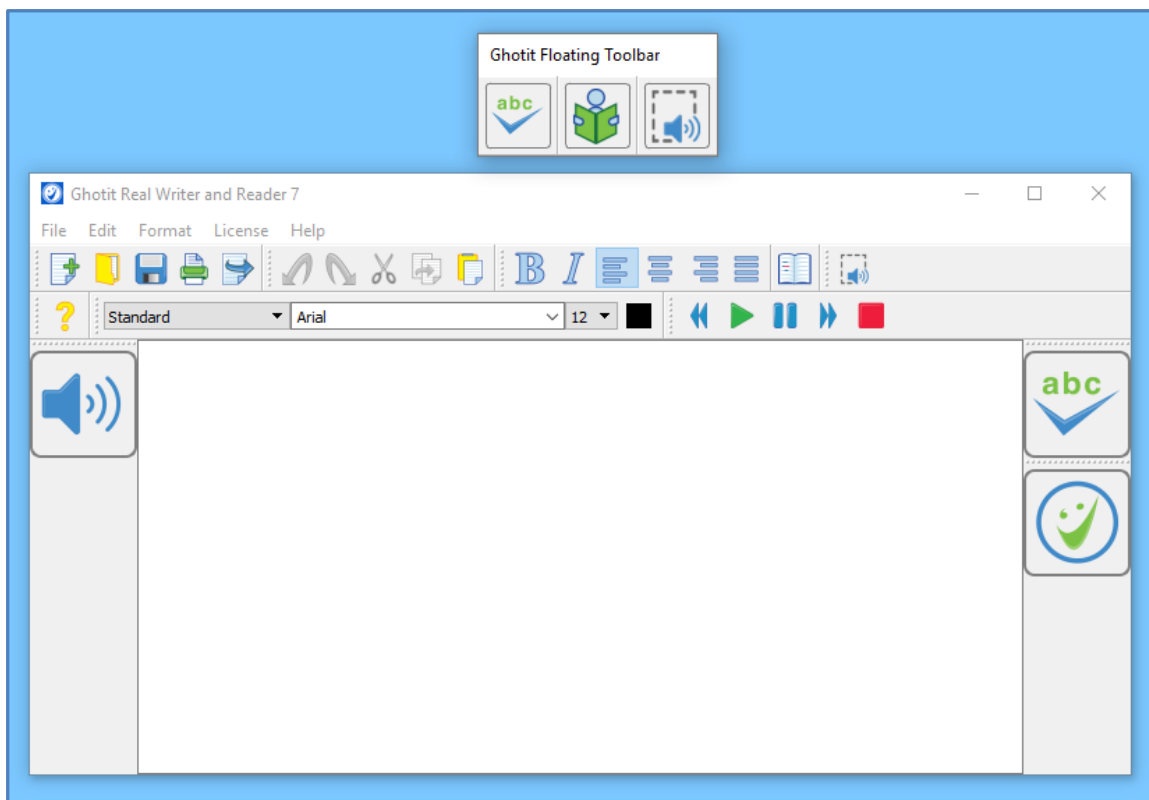 Ghotit Floating Toolbar
abc
Ghotit Real Writer and Reader 7
File Edit Format License Help
B I
? Standard Arial 12
abc